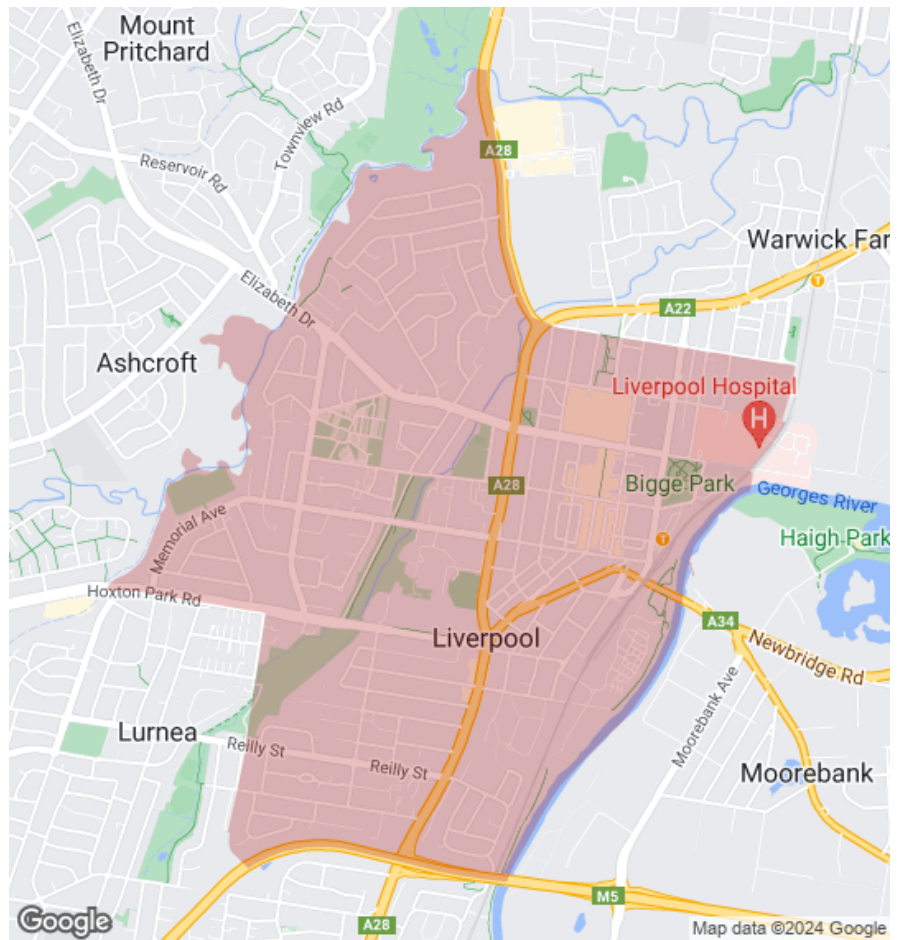 Mount
Pritchard
Elizabeth Dr
Townview Rd
A28
Reservoir Rd
Warwick Far
T
Elizabeth Dr
A22
Ashcroft
Liverpool Hospital
H
Bigge Park
A28
Georges River
Memorial Ave
T
Haigh Park
Hoxton Park Rd
A34
Liverpool
Newbridge Rd
Moorebank Ave
Lurnea
Reilly St
Reilly St
Moorebank
M5
Google
A28
Map data ©2024 Google